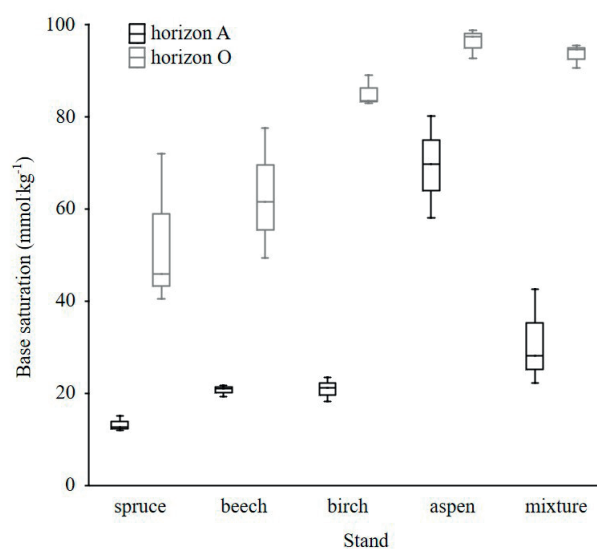 100
80
60
40
20
0
Base saturation (mmol·kg⁻¹)
horizon A
horizon O
spruce beech birch aspen mixture
Stand